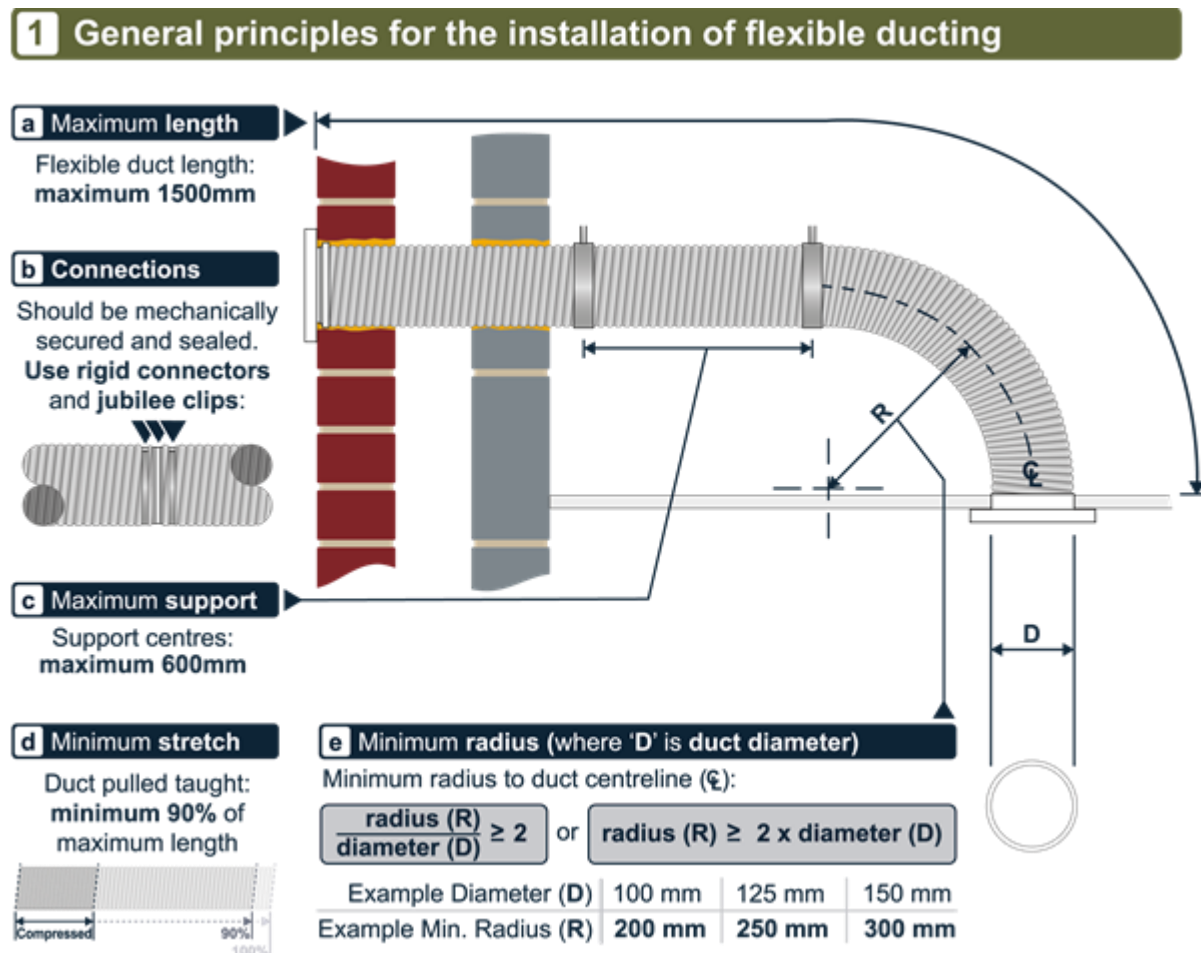 1 General principles for the installation of flexible ducting
a Maximum length
Flexible duct length:
maximum 1500mm
b Connections
Should be mechanically
secured and sealed.
Use rigid connectors
and jubilee clips:
c Maximum support
Support centres:
maximum 600mm
d Minimum stretch
Duct pulled taught:
minimum 90% of
maximum length
Compressed
90%
100%
R
℄
D
e Minimum radius (where ‘D’ is duct diameter)
Minimum radius to duct centreline (℄):
radius (R)
diameter (D)
≥ 2
or
radius (R) ≥ 2 x diameter (D)
Example Diameter (D) 100 mm 125 mm 150 mm
Example Min. Radius (R) 200 mm 250 mm 300 mm